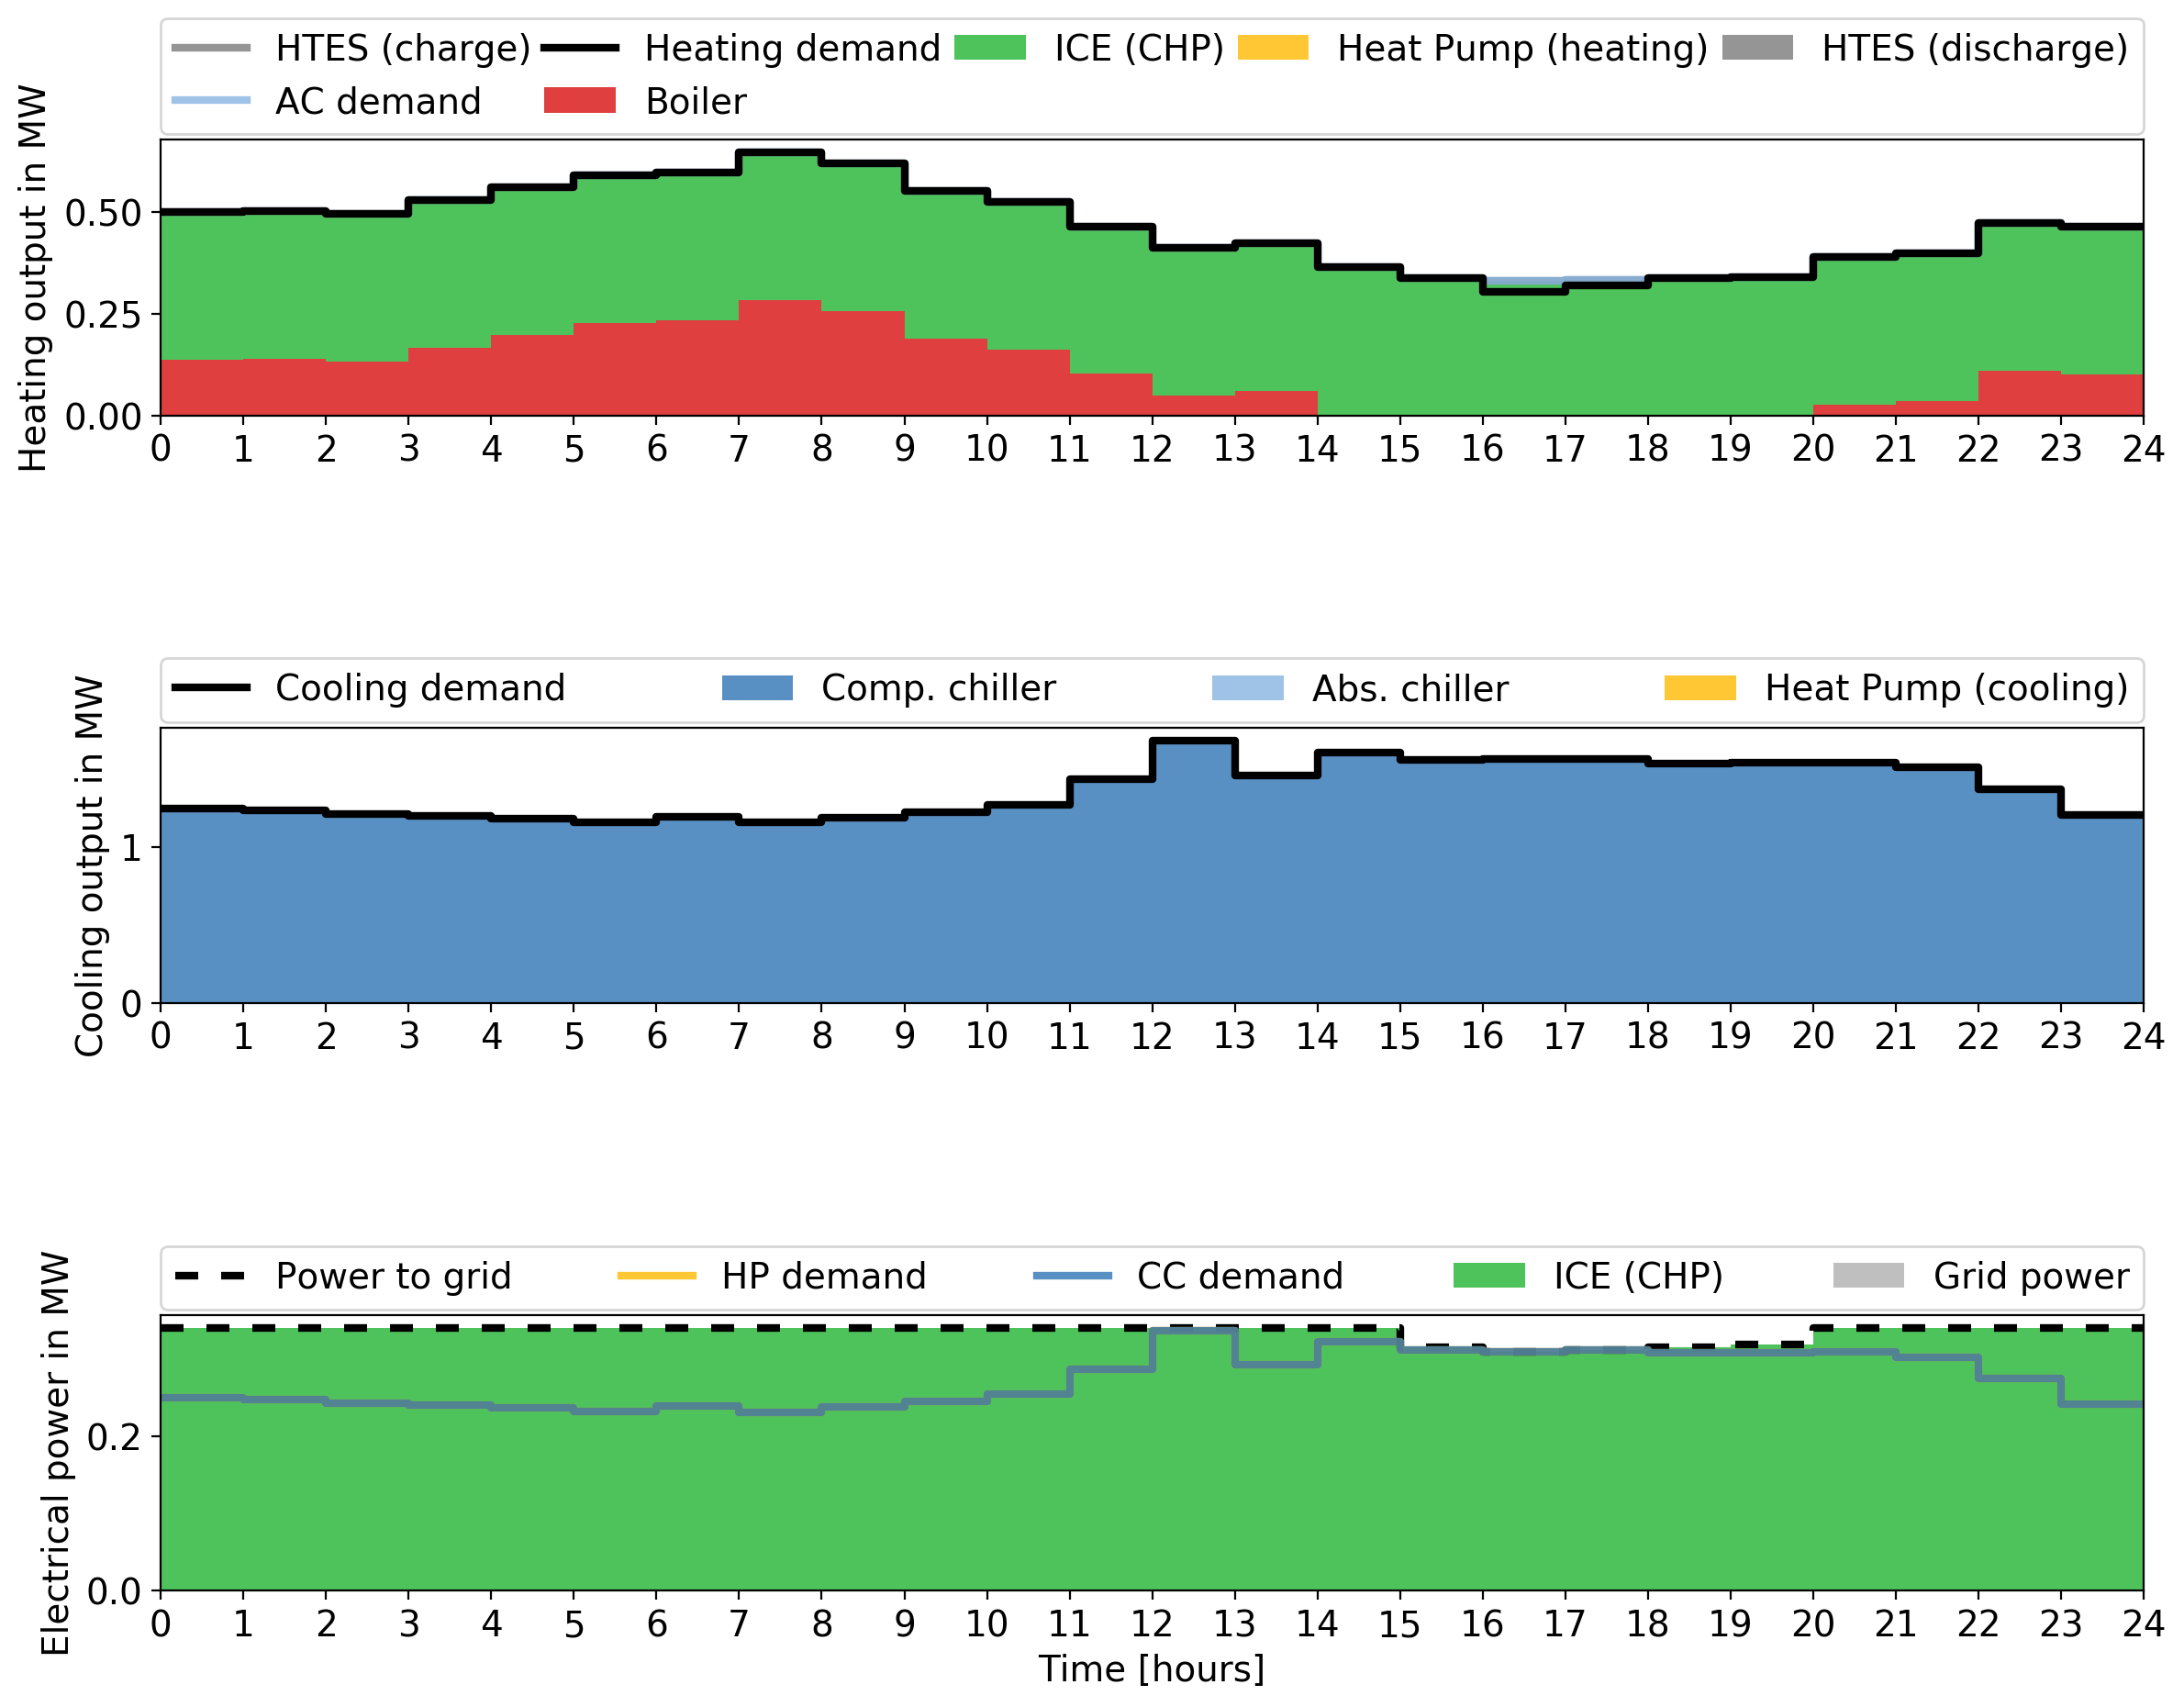 HTES (charge) Heating demand ICE (CHP) Heat Pump (heating) HTES (discharge)
AC demand Boiler
Heating output in MW
0.50
0.25
0.00
0 1 2 3 4 5 6 7 8 9 10 11 12 13 14 15 16 17 18 19 20 21 22 23 24
Cooling demand Comp. chiller Abs. chiller Heat Pump (cooling)
Cooling output in MW
1
0
0 1 2 3 4 5 6 7 8 9 10 11 12 13 14 15 16 17 18 19 20 21 22 23 24
Power to grid HP demand CC demand ICE (CHP) Grid power
Electrical power in MW
0.2
0.0
0 1 2 3 4 5 6 7 8 9 10 11 12 13 14 15 16 17 18 19 20 21 22 23 24
Time [hours]